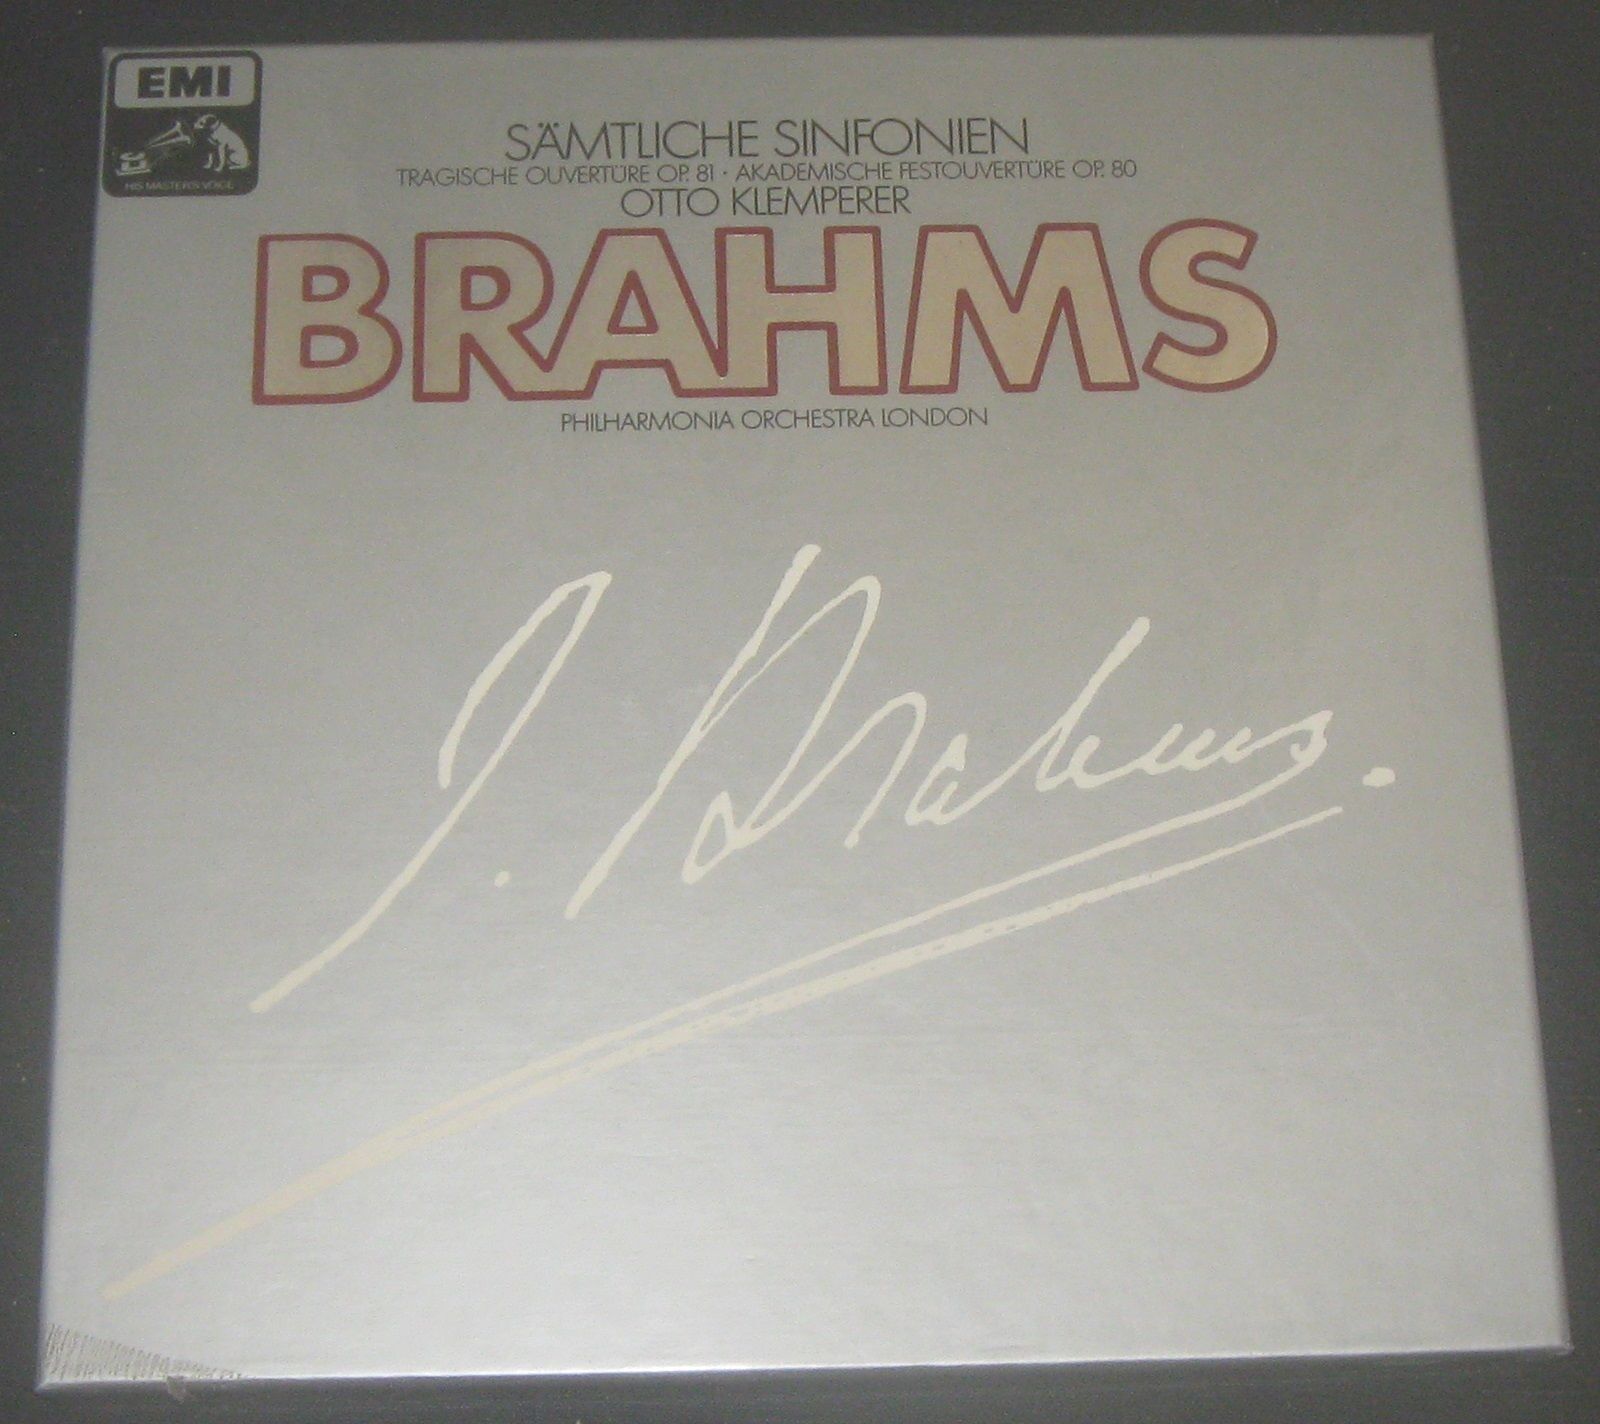 EMI
HIS MASTER'S VOICE
SÄMTLICHE SINFONIEN
TRAGISCHE OUVERTÜRE OP. 81 · AKADEMISCHE FESTOUVERTÜRE OP. 80
OTTO KLEMPERER
BRAHMS
PHILHARMONIA ORCHESTRA LONDON
J. Brahms.